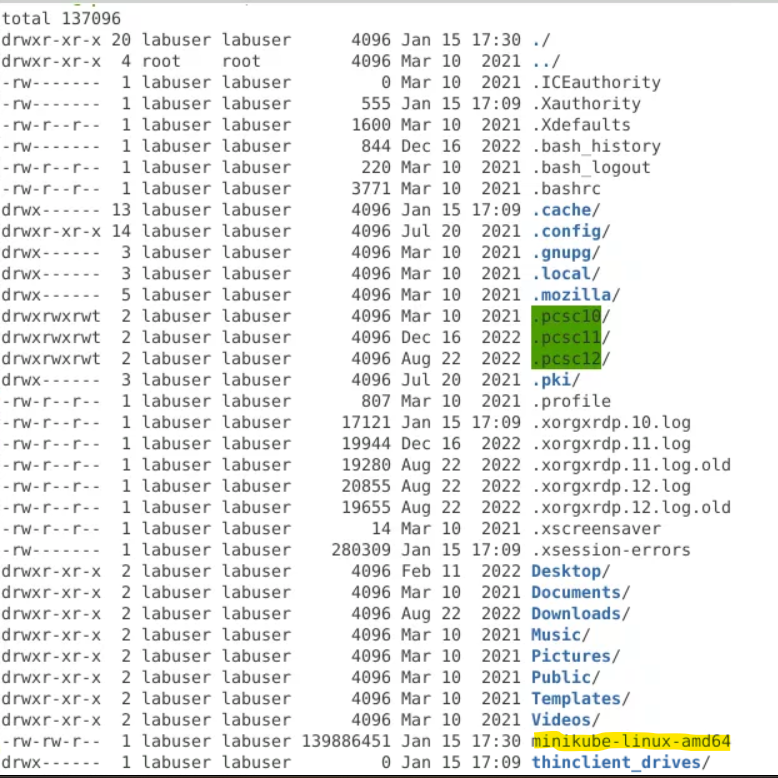 total 137096
drwxr-xr-x 20 labuser labuser      4096 Jan 15 17:30 ./
drwxr-xr-x  4 root    root         4096 Mar 10  2021 ../
-rw-------  1 labuser labuser         0 Mar 10  2021 .ICEauthority
-rw-------  1 labuser labuser       555 Jan 15 17:09 .Xauthority
-rw-r--r--  1 labuser labuser      1600 Mar 10  2021 .Xdefaults
-rw-------  1 labuser labuser       844 Dec 16  2022 .bash_history
-rw-r--r--  1 labuser labuser       220 Mar 10  2021 .bash_logout
-rw-r--r--  1 labuser labuser      3771 Mar 10  2021 .bashrc
drwx------ 13 labuser labuser      4096 Jan 15 17:09 .cache/
drwxr-xr-x 14 labuser labuser      4096 Jul 20  2021 .config/
drwx------  3 labuser labuser      4096 Mar 10  2021 .gnupg/
drwx------  3 labuser labuser      4096 Mar 10  2021 .local/
drwx------  5 labuser labuser      4096 Mar 10  2021 .mozilla/
drwxrwxrwt  2 labuser labuser      4096 Mar 10  2021 .pcsc10/
drwxrwxrwt  2 labuser labuser      4096 Dec 16  2022 .pcsc11/
drwxrwxrwt  2 labuser labuser      4096 Aug 22  2022 .pcsc12/
drwx------  3 labuser labuser      4096 Jul 20  2021 .pki/
-rw-r--r--  1 labuser labuser       807 Mar 10  2021 .profile
-rw-r--r--  1 labuser labuser     17121 Jan 15 17:09 .xorgxrdp.10.log
-rw-r--r--  1 labuser labuser     19944 Dec 16  2022 .xorgxrdp.11.log
-rw-r--r--  1 labuser labuser     19280 Aug 22  2022 .xorgxrdp.11.log.old
-rw-r--r--  1 labuser labuser     20855 Aug 22  2022 .xorgxrdp.12.log
-rw-r--r--  1 labuser labuser     19655 Aug 22  2022 .xorgxrdp.12.log.old
-rw-r--r--  1 labuser labuser        14 Mar 10  2021 .xscreensaver
-rw-------  1 labuser labuser    280309 Jan 15 17:09 .xsession-errors
drwxr-xr-x  2 labuser labuser      4096 Feb 11  2022 Desktop/
drwxr-xr-x  2 labuser labuser      4096 Mar 10  2021 Documents/
drwxr-xr-x  2 labuser labuser      4096 Aug 22  2022 Downloads/
drwxr-xr-x  2 labuser labuser      4096 Mar 10  2021 Music/
drwxr-xr-x  2 labuser labuser      4096 Mar 10  2021 Pictures/
drwxr-xr-x  2 labuser labuser      4096 Mar 10  2021 Public/
drwxr-xr-x  2 labuser labuser      4096 Mar 10  2021 Templates/
drwxr-xr-x  2 labuser labuser      4096 Mar 10  2021 Videos/
-rw-rw-r--  1 labuser labuser 139886451 Jan 15 17:30 minikube-linux-amd64
drwx------  1 labuser labuser         0 Jan 15 17:09 thinclient_drives/